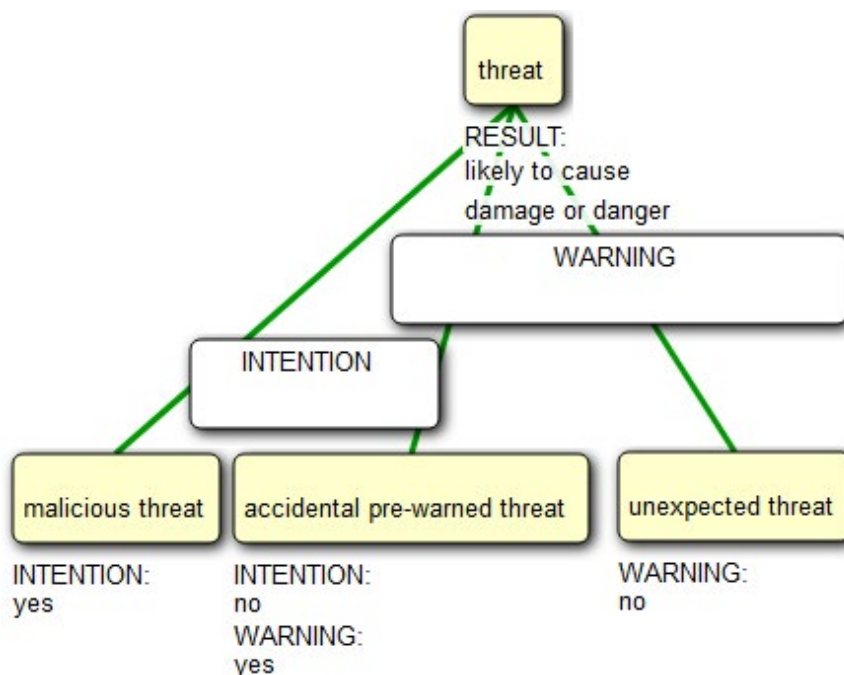 threat
RESULT:
likely to cause
damage or danger
WARNING
INTENTION
malicious threat
accidental pre-warned threat
unexpected threat
INTENTION:
yes
INTENTION:
no
WARNING:
yes
WARNING:
no